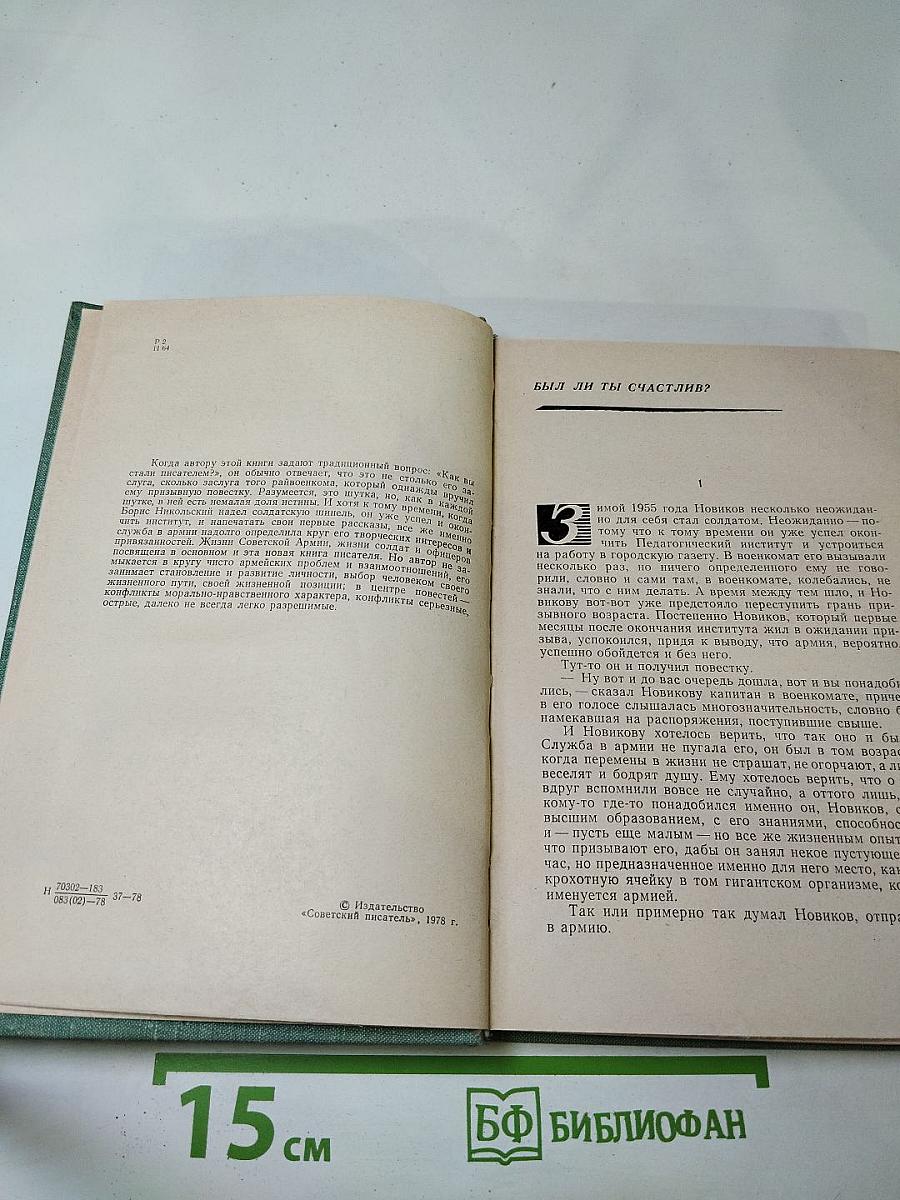 Р 2
Н 64
Когда автору этой книги задают традиционный вопрос: «Как вы
стали писателем?», он обычно отвечает, что это не столько его за-
слуга, сколько заслуга того райвоенкома, который однажды вручил
ему призывную повестку. Разумеется, это шутка, но, как в каждой
шутке, в ней есть немалая доля истины. И хотя к тому времени, когда
Борис Никольский надел солдатскую шинель, он уже успел и окон-
чить институт, и напечатать свои первые рассказы, все же именно
служба в армии надолго определила круг его творческих интересов и
привязанностей. Жизни Советской Армии, жизни солдат и офицеров
посвящена в основном и эта новая книга писателя. Но автор не за-
мыкается в кругу чисто армейских проблем и взаимоотношений, его
занимает становление и развитие личности, выбор человеком своего
жизненного пути, своей жизненной позиции; в центре повестей —
конфликты морально-нравственного характера, конфликты серьезные,
острые, далеко не всегда легко разрешимые.
Н 70302—183
083(02)—78 37—78
© Издательство
«Советский писатель», 1978 г.
БЫЛ ЛИ ТЫ СЧАСТЛИВ?
1
Зимой 1955 года Новиков несколько неожидан-
но для себя стал солдатом. Неожиданно — по-
тому что к тому времени он уже успел окон-
чить Педагогический институт и устроиться
на работу в городскую газету. В военкомат его вызывали
несколько раз, но ничего определенного ему не гово-
рили, словно и сами там, в военкомате, колебались, не
знали, что с ним делать. А время между тем шло, и Но-
викову вот-вот уже предстояло переступить грань при-
зывного возраста. Постепенно Новиков, который первые
месяцы после окончания института жил в ожидании при-
зыва, успокоился, придя к выводу, что армия, вероятно,
успешно обойдется и без него.
Тут-то он и получил повестку.
— Ну вот и до вас очередь дошла, вот и вы понадоби
лись, — сказал Новикову капитан в военкомате, приче
в его голосе слышалась многозначительность, словно б
намекавшая на распоряжения, поступившие свыше.
И Новикову хотелось верить, что так оно и бы
Служба в армии не пугала его, он был в том возрас
когда перемены в жизни не страшат, не огорчают, а ли
веселят и бодрят душу. Ему хотелось верить, что о
вдруг вспомнили вовсе не случайно, а оттого лишь,
кому-то где-то понадобился именно он, Новиков, с
высшим образованием, с его знаниями, способнос
и — пусть еще малым — но все же жизненным опыт
что призывают его, дабы он занял некое пустующе
час, но предназначенное именно для него место, как
крохотную ячейку в том гигантском организме, ко
именуется армией.
Так или примерно так думал Новиков, отпра
в армию.
15 см
БФ БИБЛИОФАН